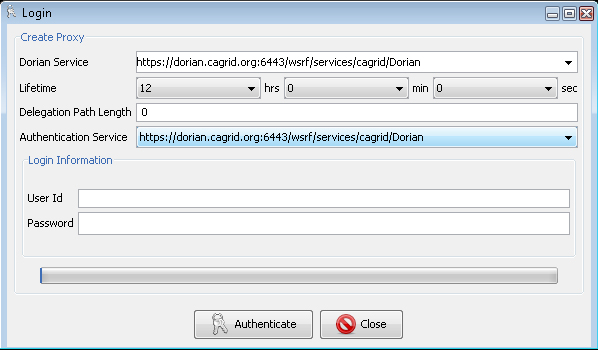 Login
Create Proxy
Dorian Service https://dorian.cagrid.org:6443/wsrf/services/cagrid/Dorian
Lifetime 12 hrs 0 min 0 sec
Delegation Path Length 0
Authentication Service https://dorian.cagrid.org:6443/wsrf/services/cagrid/Dorian
Login Information
User Id
Password
Authenticate Close